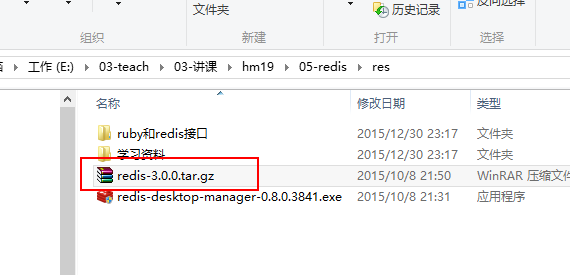 文件夹
历史记录
反向选择
组织
新建
打开
选择
工作 (E:)
03-teach
03-讲课
hm19
05-redis
res
名称
修改日期
类型
ruby和redis接口
2015/12/30 23:17
文件夹
学习资料
2015/12/30 23:17
文件夹
redis-3.0.0.tar.gz
2015/10/8 21:50
WinRAR 压缩文件
redis-desktop-manager-0.8.0.3841.exe
2015/10/8 21:51
应用程序